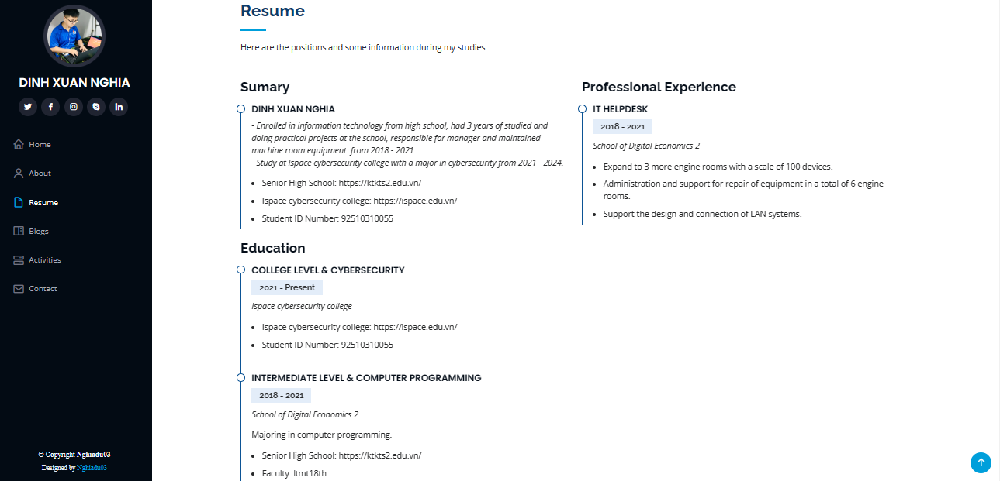 DINH XUAN NGHIA
Home
About
Resume
Blogs
Activities
Contact
© Copyright Nghiadu03
Designed by Nghiadu03
Resume
Here are the positions and some information during my studies.
Sumary
DINH XUAN NGHIA
- Enrolled in information technology from high school, had 3 years of studied and
doing practical projects at the school, responsible for manager and maintained
machine room equipment. from 2018 - 2021
- Study at Ispace cybersecurity college with a major in cybersecurity from 2021 - 2024.
Senior High School: https://ktkts2.edu.vn/
Ispace cybersecurity college: https://ispace.edu.vn/
Student ID Number: 92510310055
Education
COLLEGE LEVEL & CYBERSECURITY
2021 - Present
Ispace cybersecurity college
Ispace cybersecurity college: https://ispace.edu.vn/
Student ID Number: 92510310055
INTERMEDIATE LEVEL & COMPUTER PROGRAMMING
2018 - 2021
School of Digital Economics 2
Majoring in computer programming.
Senior High School: https://ktkts2.edu.vn/
Faculty: ltmt18th
Professional Experience
IT HELPDESK
2018 - 2021
School of Digital Economics 2
Expand to 3 more engine rooms with a scale of 100 devices.
Administration and support for repair of equipment in a total of 6 engine
rooms.
Support the design and connection of LAN systems.